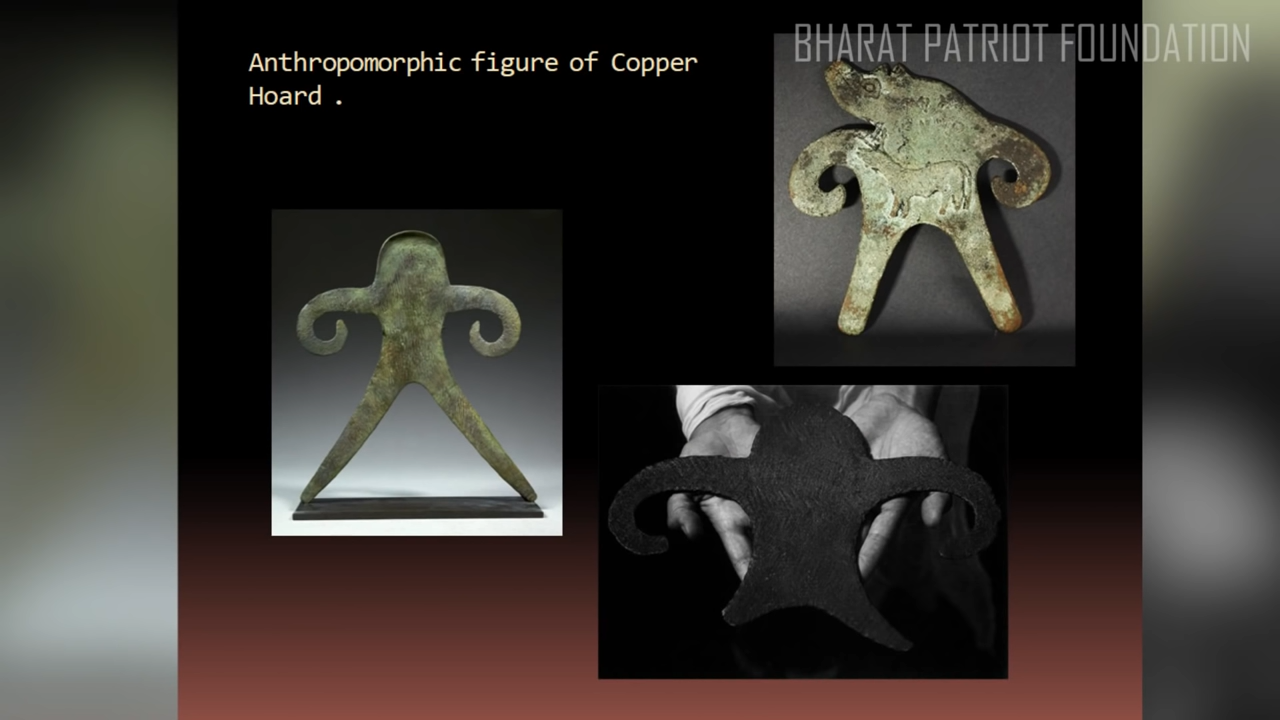 BHARAT PATRIOT FOUNDATION
Anthropomorphic figure of Copper
Hoard .